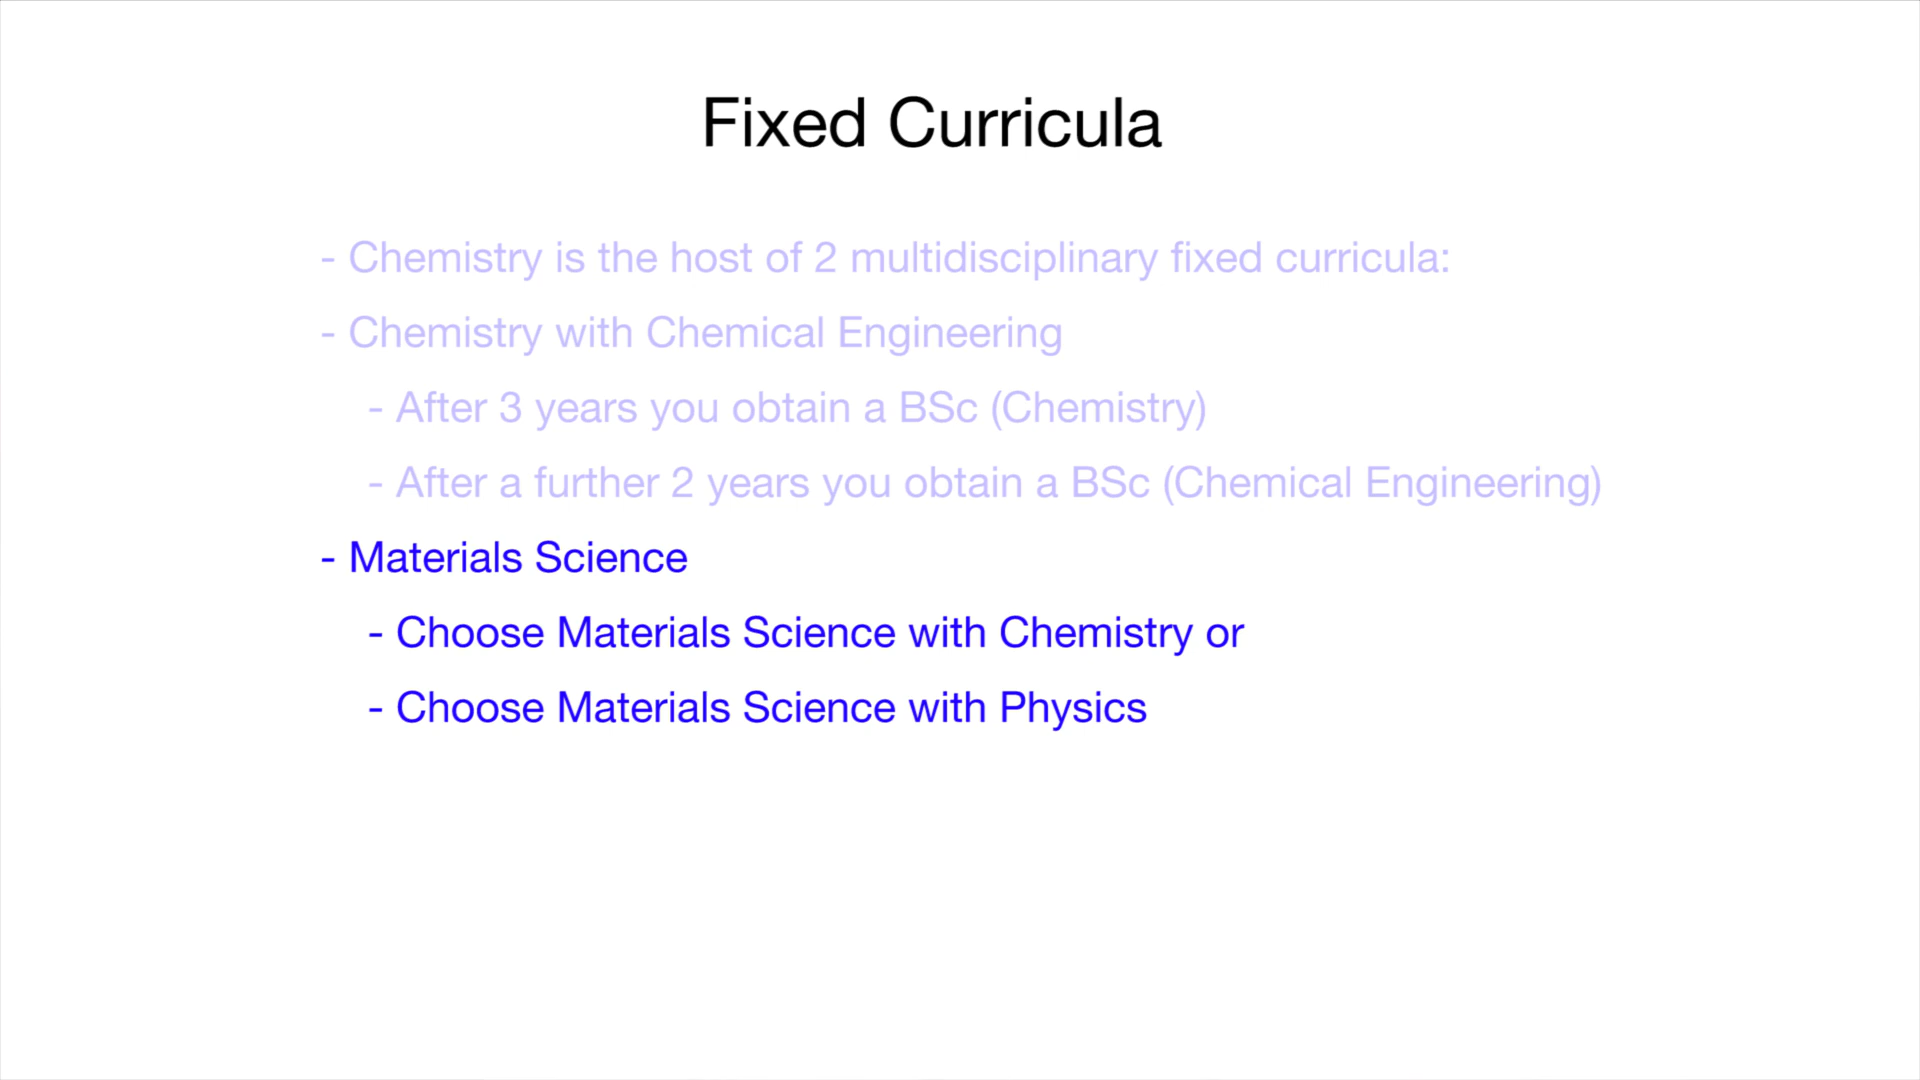 Fixed Curricula
- Chemistry is the host of 2 multidisciplinary fixed curricula:
- Chemistry with Chemical Engineering
- After 3 years you obtain a BSc (Chemistry)
- After a further 2 years you obtain a BSc (Chemical Engineering)
- Materials Science
- Choose Materials Science with Chemistry or
- Choose Materials Science with Physics